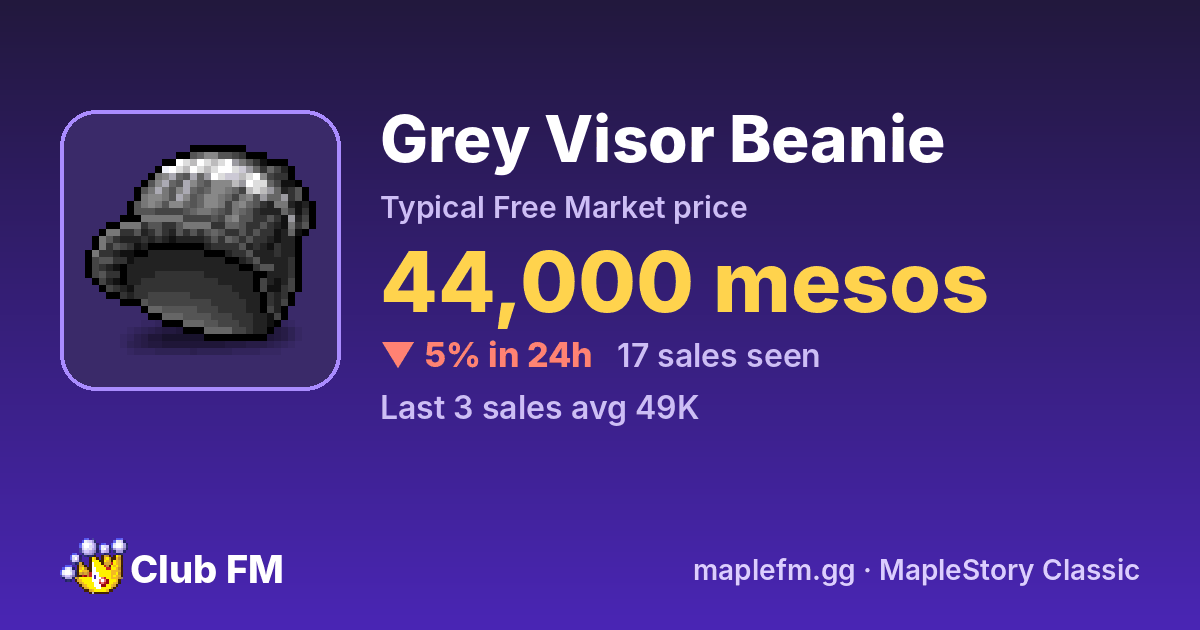 Grey Visor Beanie
Typical Free Market price
44,000 mesos
▼ 5% in 24h 17 sales seen
Last 3 sales avg 49K
Club FM
maplefm.gg · MapleStory Classic